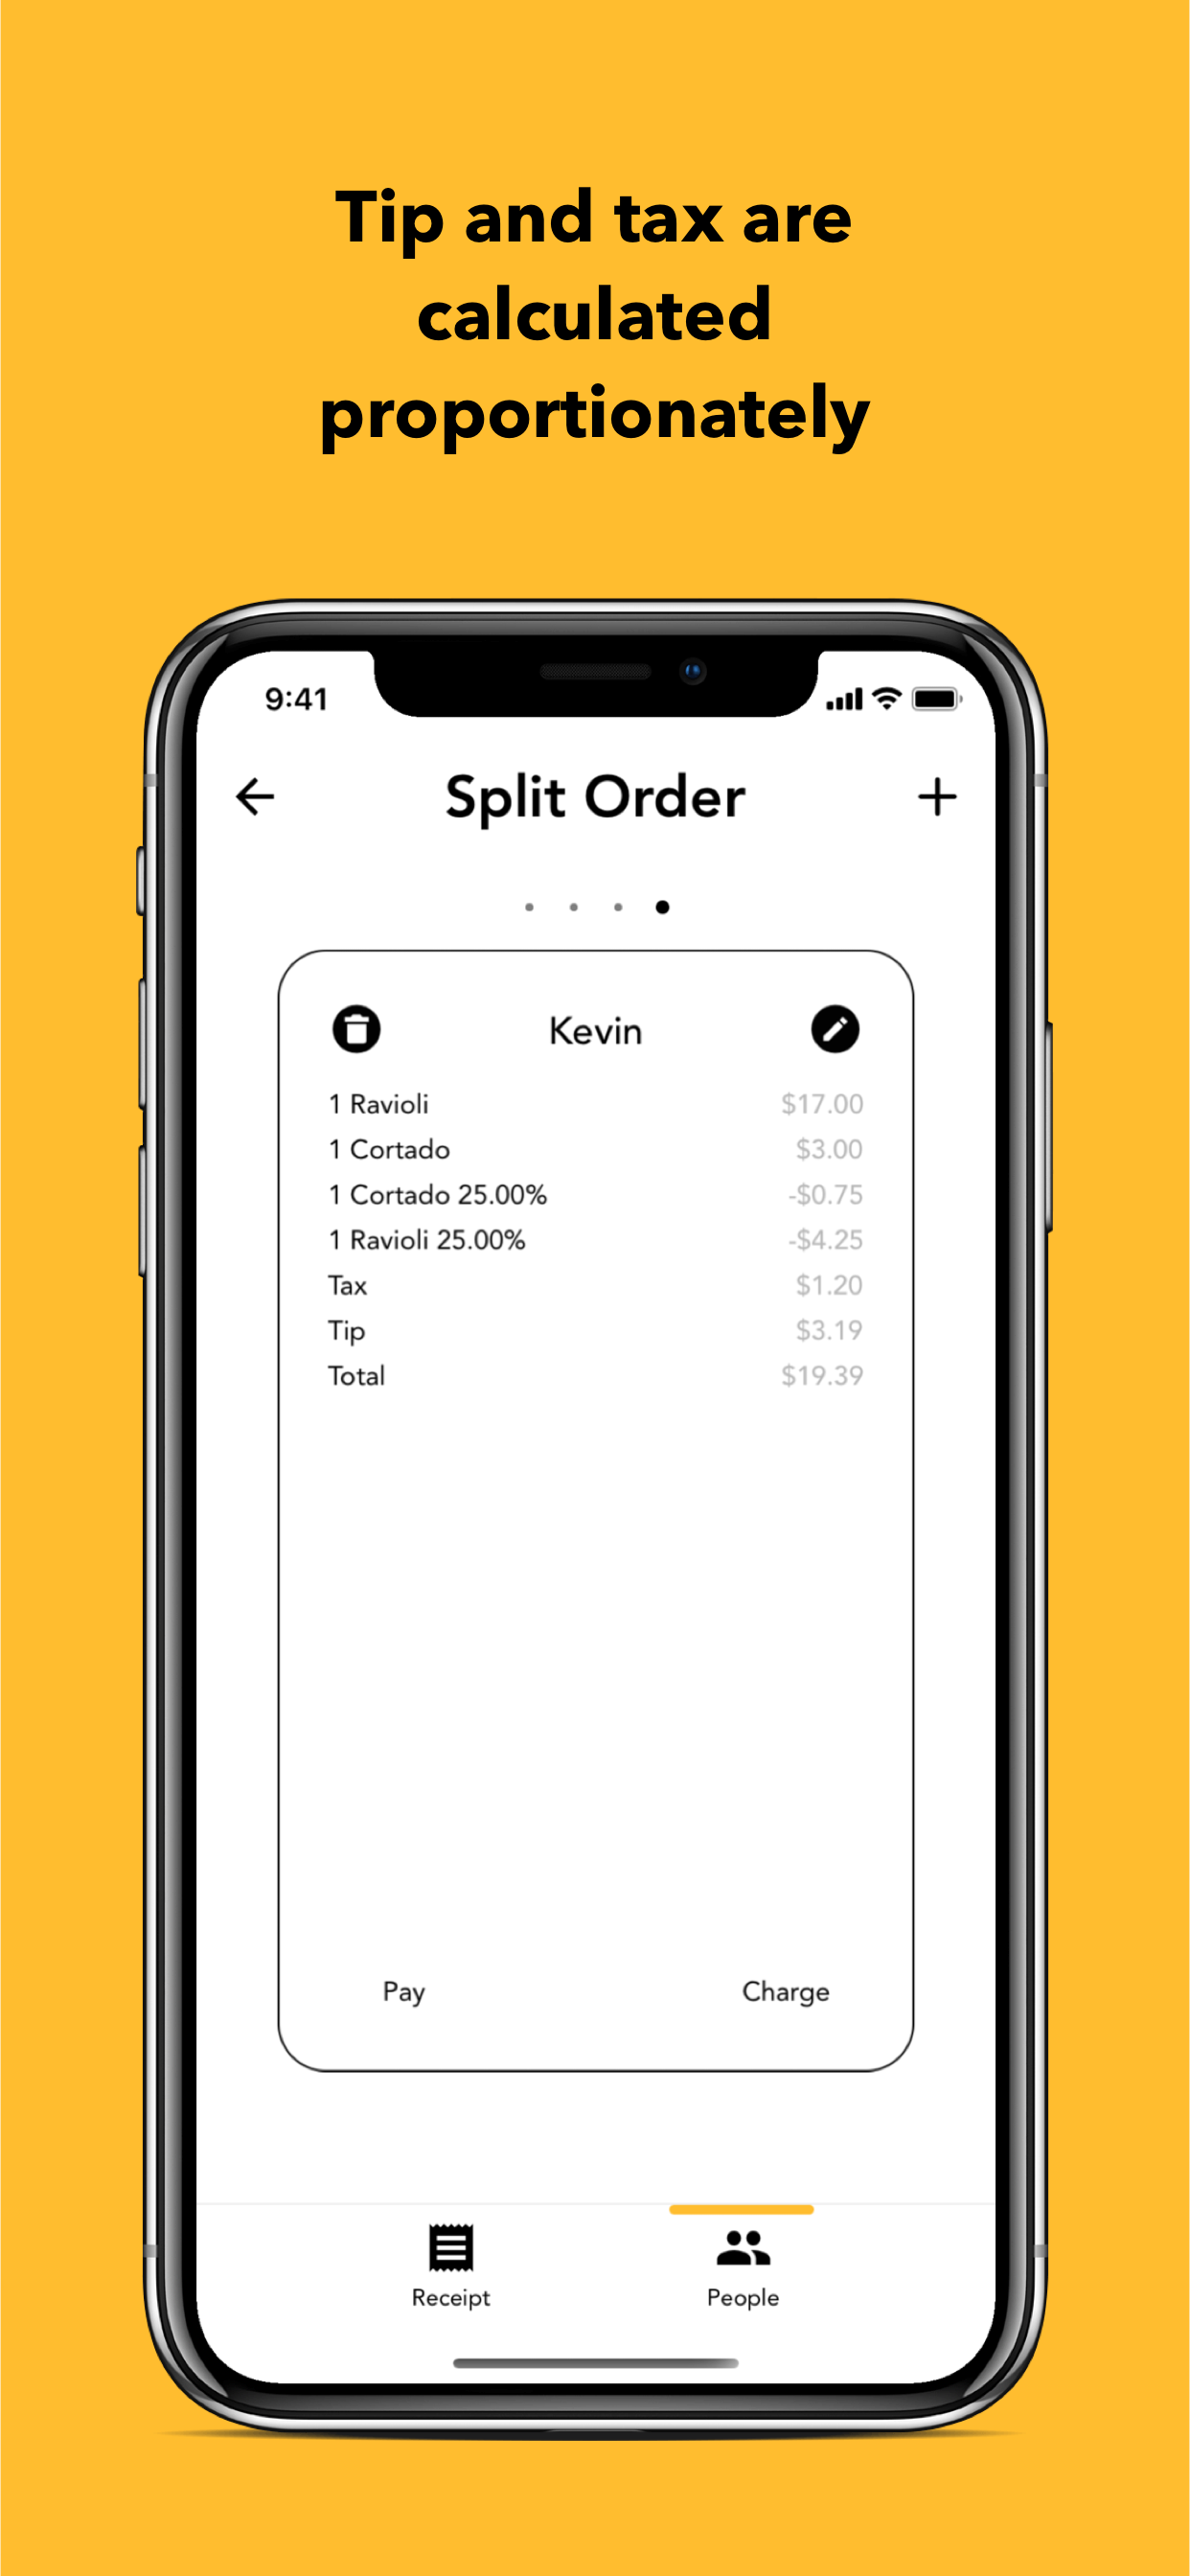 Tip and tax are
calculated
proportionately
9:41
Split Order
Kevin
1 Ravioli $17.00
1 Cortado $3.00
1 Cortado 25.00% -$0.75
1 Ravioli 25.00% -$4.25
Tax $1.20
Tip $3.19
Total $19.39
Pay Charge
Receipt People